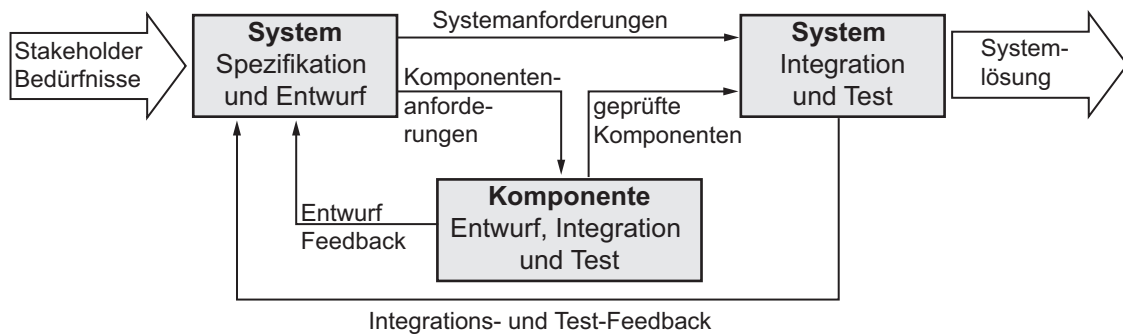 Stakeholder
Bedürfnisse
System
Spezifikation
und Entwurf
Systemanforderungen
Komponenten-
anforde-
rungen
geprüfte
Komponenten
System
Integration
und Test
System-
lösung
Komponente
Entwurf, Integration
und Test
Entwurf
Feedback
Integrations- und Test-Feedback